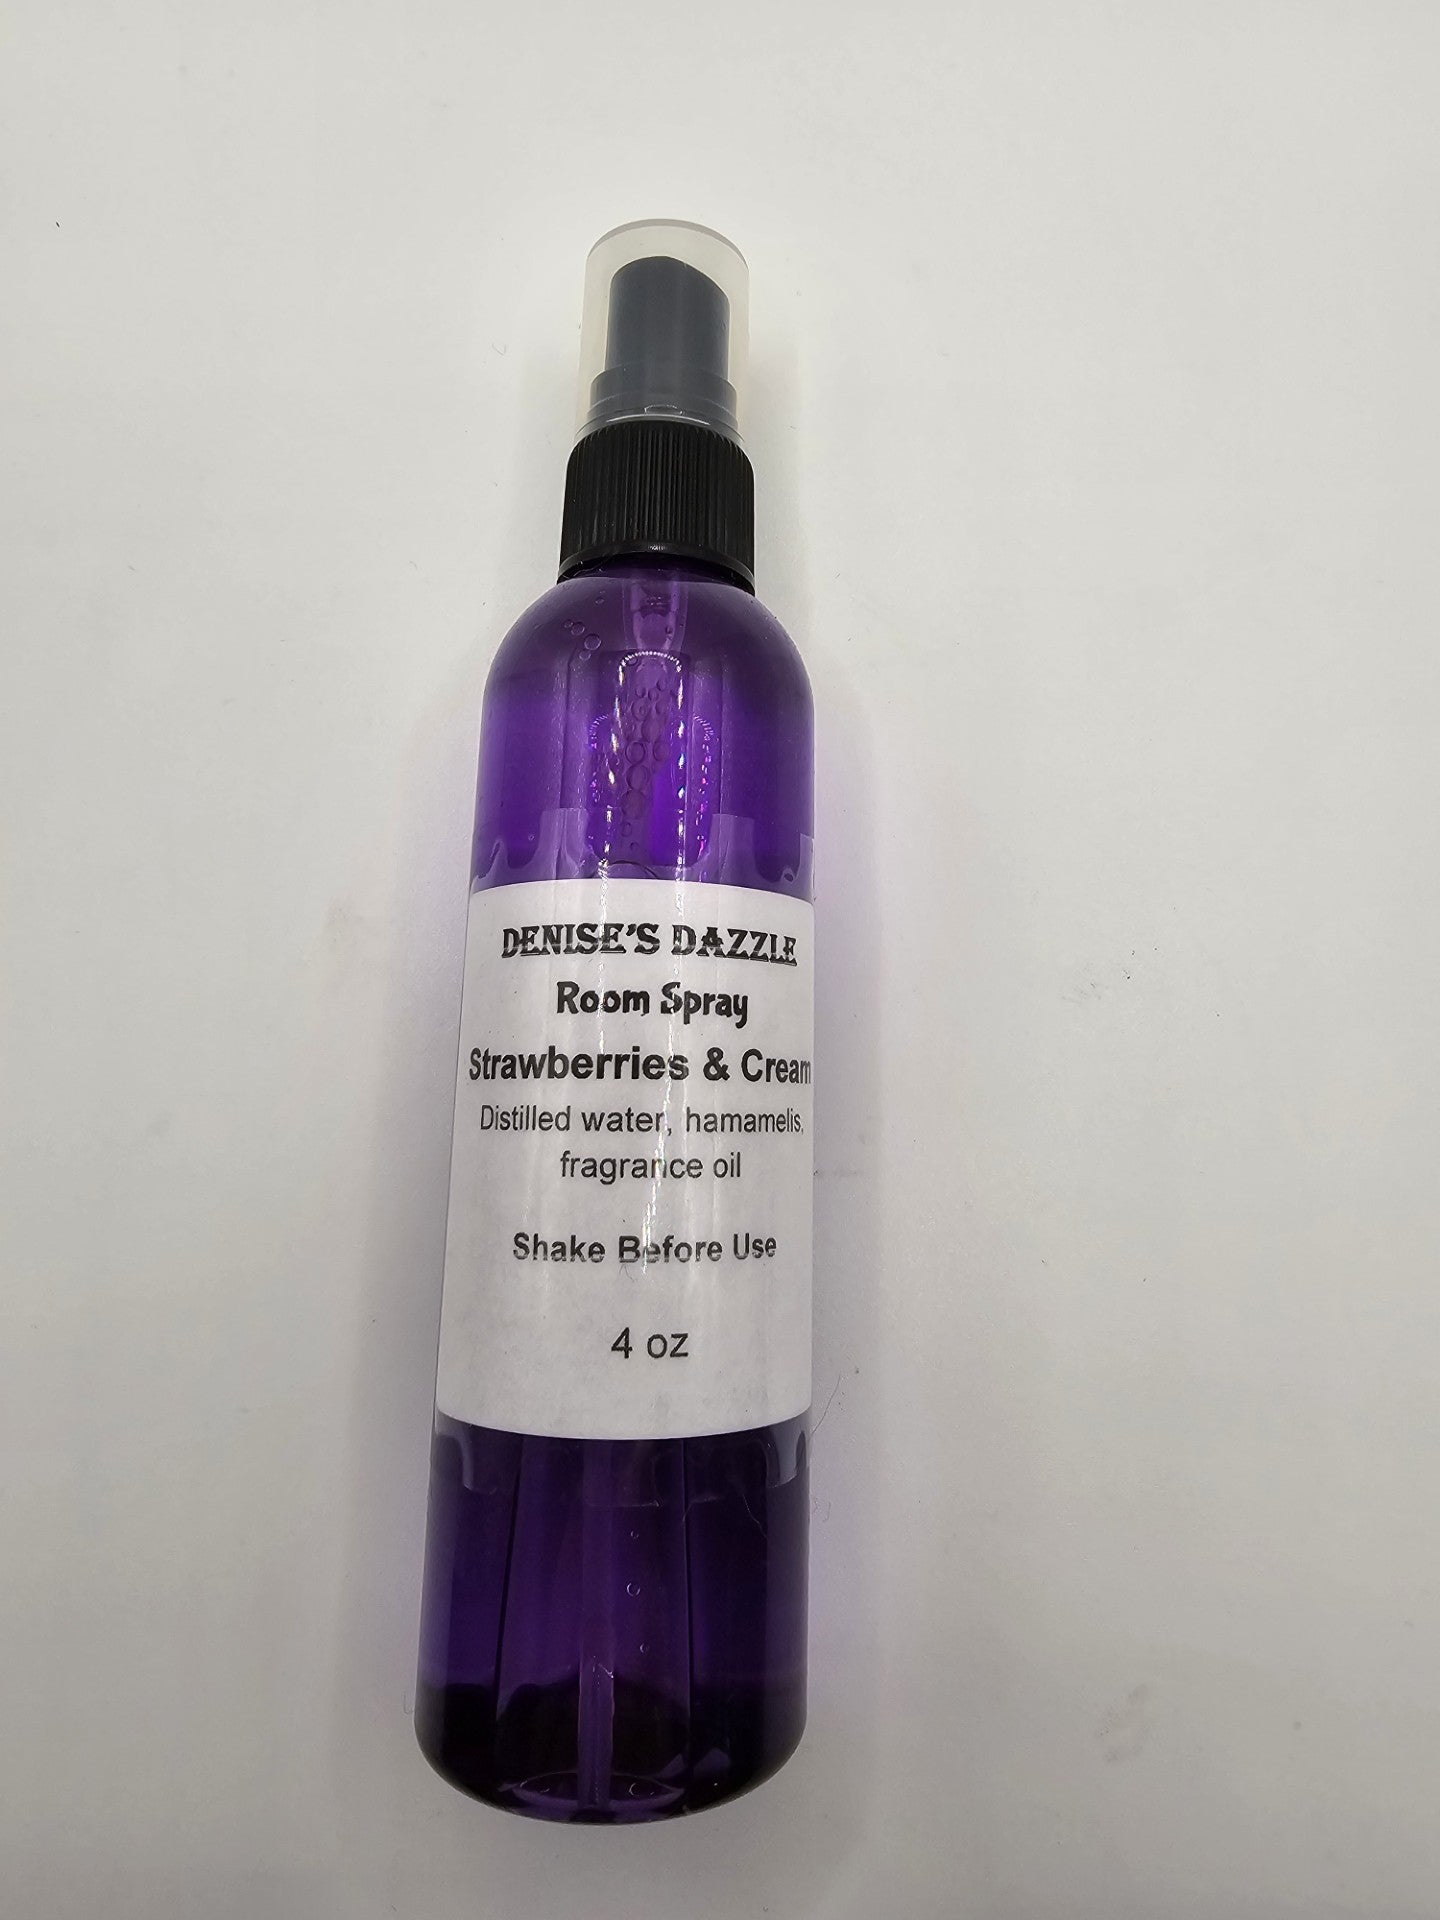 DENISE'S DAZZLE
Room Spray
Strawberries & Cream
Distilled water, hamamelis,
fragrance oil
Shake Before Use
4 oz